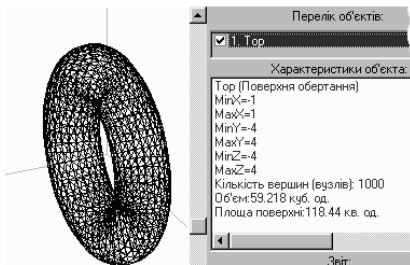 Перелік об'єктів:
1. Тор
Характеристики об'єкта:
Тор (Поверхня обертання)
MinX=-1
MaxX=1
MinY=-4
MaxY=4
MinZ=-4
MaxZ=4
Кількість вершин (вузлів): 1000
Об'єм:59.218 куб. од.
Площа поверхні:118.44 кв. од.
Звіт: